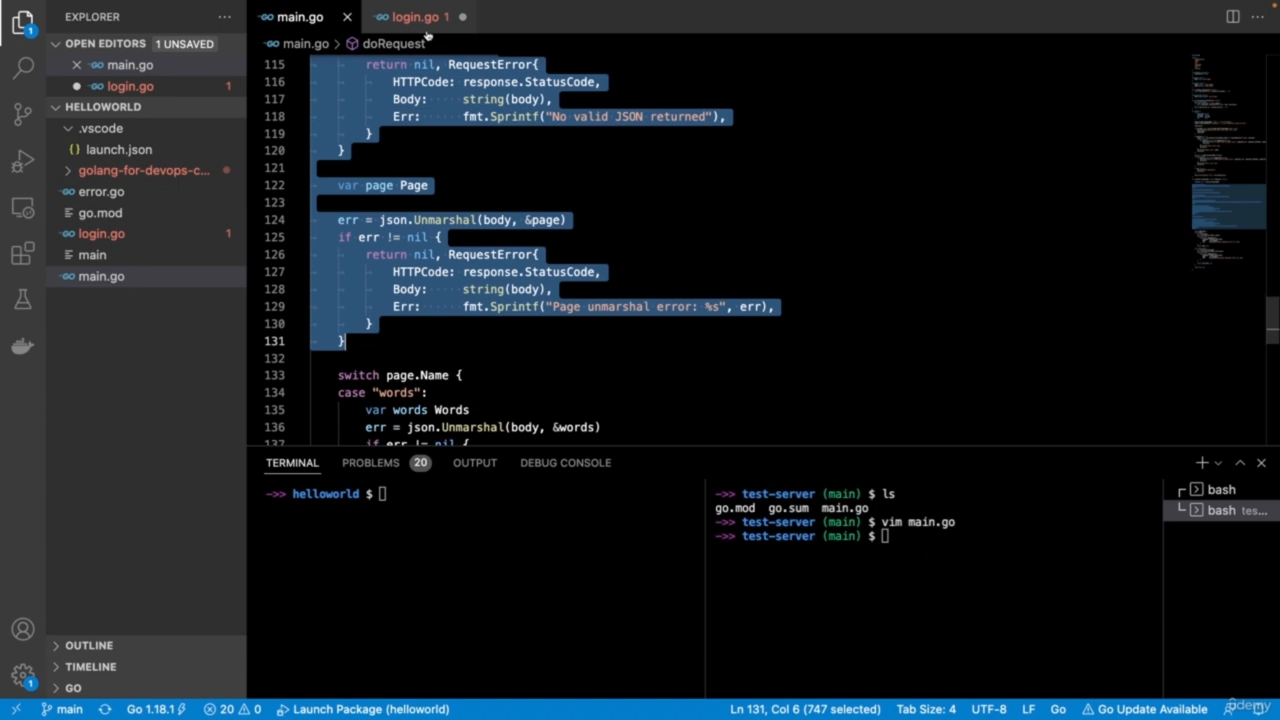 EXPLORER
OPEN EDITORS 1 UNSAVED
main.go
login.go 1
HELLOWORLD
.vscode
launch.json
golang-for-devops-c...
error.go
go.mod
login.go 1
main
main.go
OUTLINE
TIMELINE
GO
main.go
login.go 1
main.go > doRequest
115 return nil, RequestError{
116 HTTPCode: response.StatusCode,
117 Body: string(body),
118 Err: fmt.Sprintf("No valid JSON returned"),
119 }
120 }
121
122 var page Page
123
124 err = json.Unmarshal(body, &page)
125 if err != nil {
126 return nil, RequestError{
127 HTTPCode: response.StatusCode,
128 Body: string(body),
129 Err: fmt.Sprintf("Page unmarshal error: %s", err),
130 }
131 }
132
133 switch page.Name {
134 case "words":
135 var words Words
136 err = json.Unmarshal(body, &words)
137 if err != nil {
TERMINAL PROBLEMS 20 OUTPUT DEBUG CONSOLE
->> helloworld $
->> test-server (main) $ ls
go.mod go.sum main.go
->> test-server (main) $ vim main.go
->> test-server (main) $
bash
bash tes...
1
1
main Go 1.18.1 20 0 Launch Package (helloworld) Ln 131, Col 6 (747 selected) Tab Size: 4 UTF-8 LF Go Go Update Available
udemy